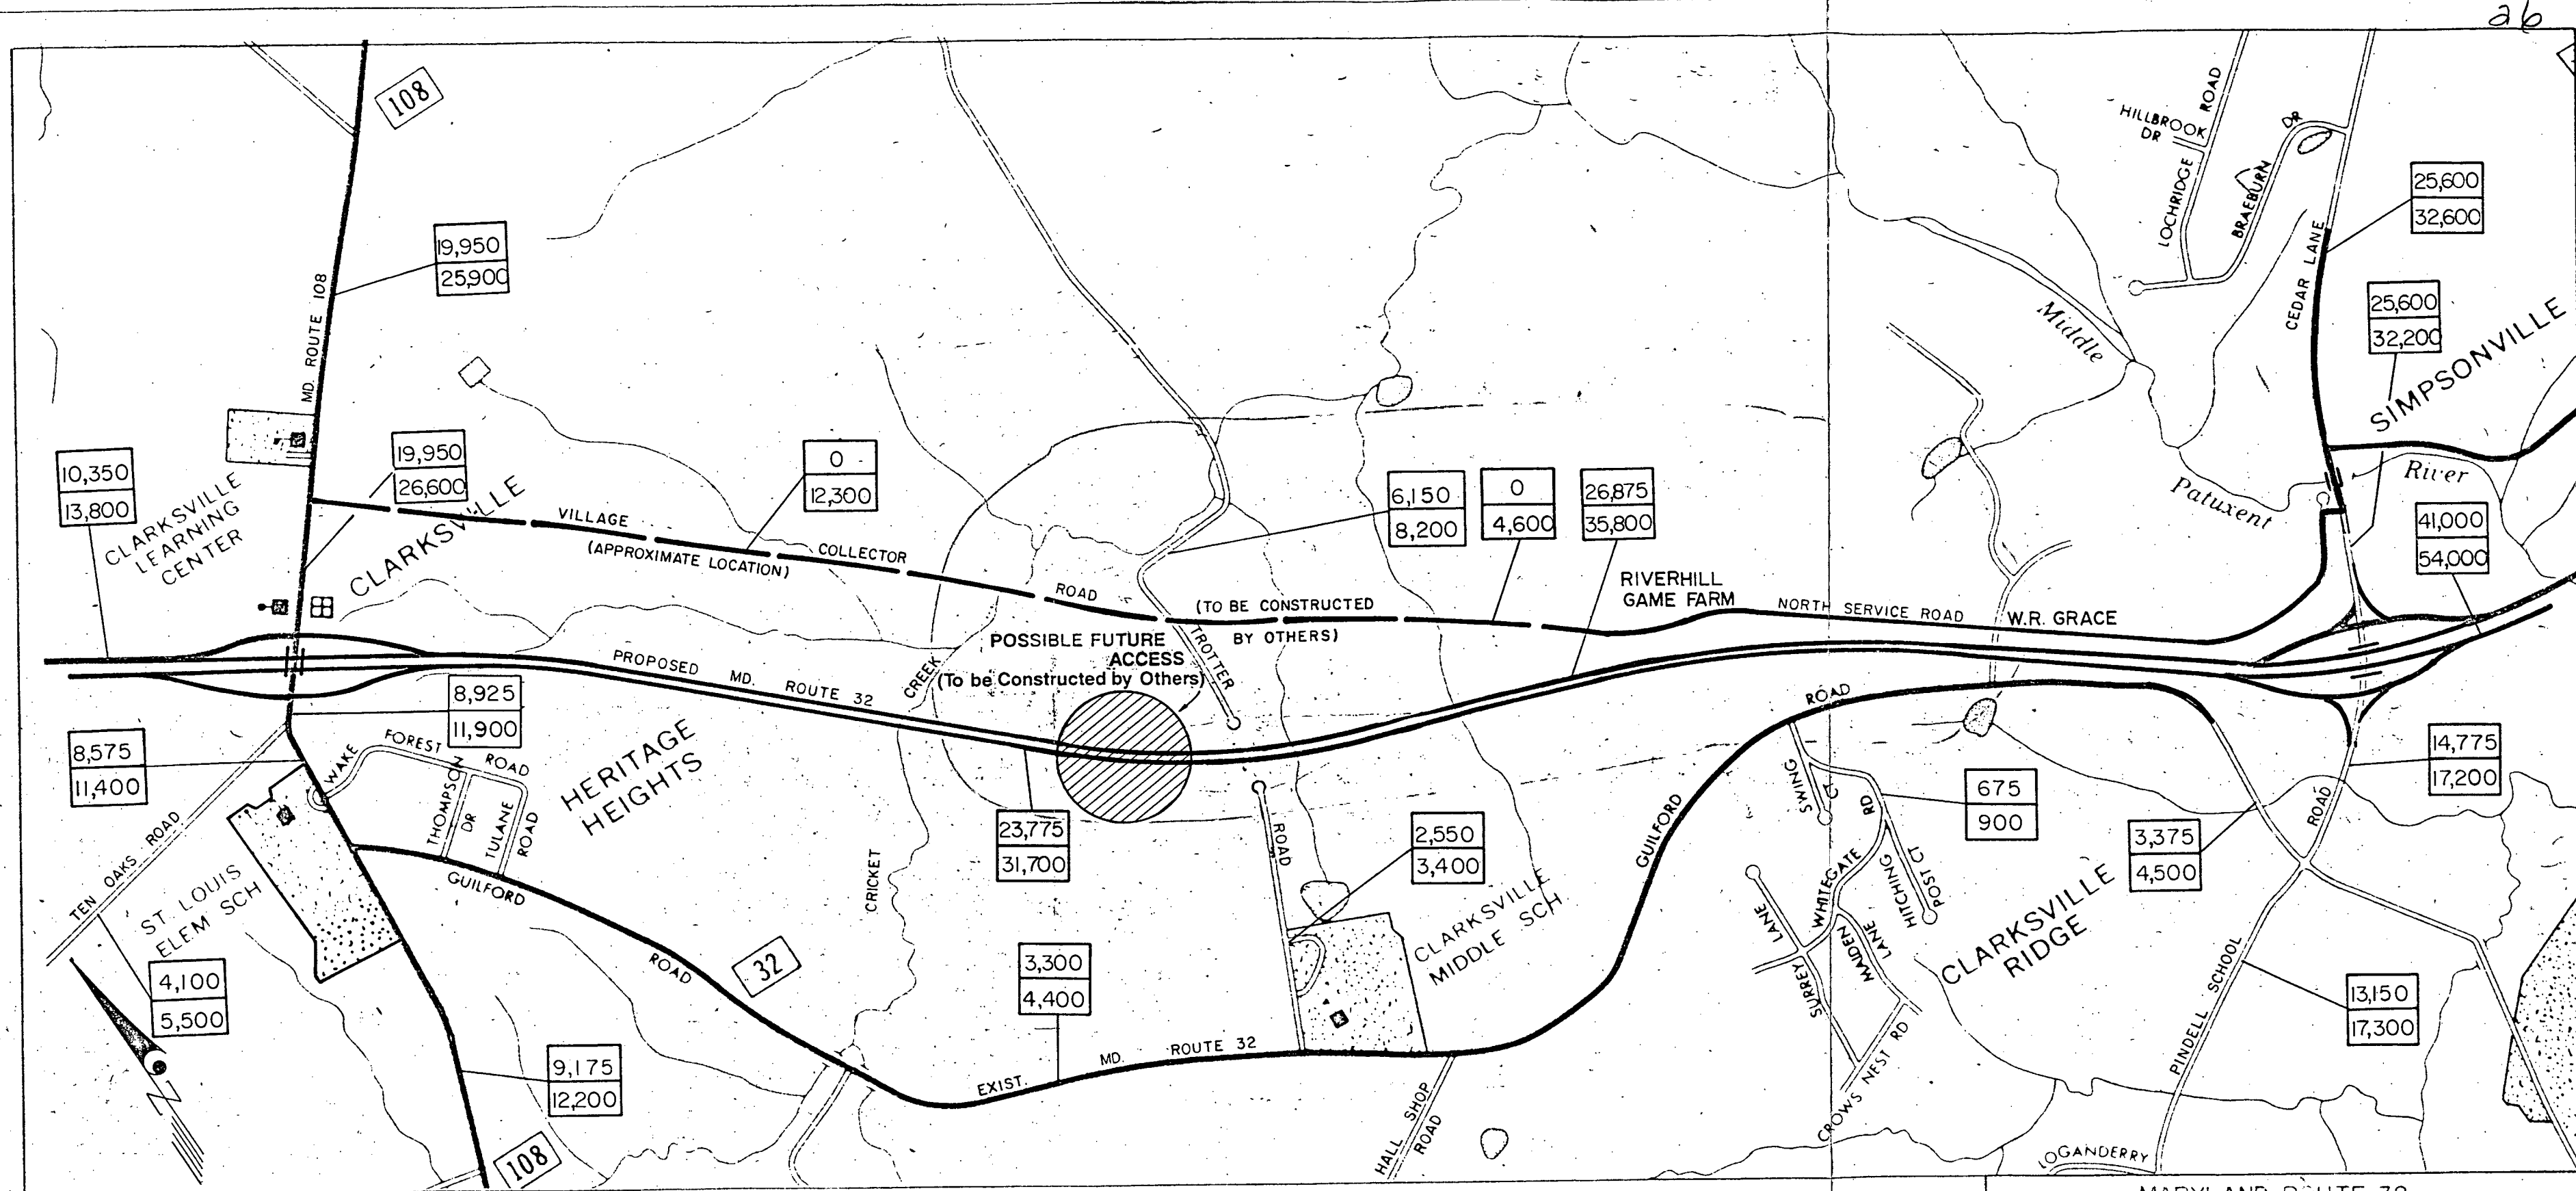 26
108
HILLBROOK
DR
ROAD
LOCHRIDGE
BRAEBURN
DR
25,600
32,600
19,950
25,900
MD. ROUTE 108
CEDAR LANE
25,600
32,200
SIMPSONVILLE
Middle
Patuxent
River
10,350
13,800
CLARKSVILLE
LEARNING
CENTER
19,950
26,600
CLARKSVILLE
0
12,300
6,150
8,200
0
4,600
26,875
35,800
41,000
54,000
VILLAGE
COLLECTOR
ROAD
(APPROXIMATE LOCATION)
(TO BE CONSTRUCTED
BY OTHERS)
RIVERHILL
GAME FARM
NORTH SERVICE ROAD
W.R. GRACE
POSSIBLE FUTURE
ACCESS
(To be Constructed by Others)
TROTTER
CREEK
PROPOSED MD. ROUTE 32
8,925
11,900
8,575
11,400
WAKE
FOREST
ROAD
THOMPSON
DR
TULANE
ROAD
HERITAGE
HEIGHTS
GUILFORD
ROAD
SWING
CT
RD
675
900
14,775
17,200
ROAD
3,375
4,500
23,775
31,700
ROAD
2,550
3,400
CLARKSVILLE
MIDDLE SCH
WHITEGATE
HITCHING
POST CT
LANE
SURREY
MAIDEN
LANE
CROWS NEST RD
CLARKSVILLE
RIDGE
TEN OAKS ROAD
ST. LOUIS
ELEM SCH
GUILFORD
ROAD
32
CRICKET
3,300
4,400
4,100
5,500
N
9,175
12,200
EXIST. MD. ROUTE 32
HALL SHOP
ROAD
PINDELL SCHOOL
13,150
17,300
LOGANDERRY
108
MARYLAND ROUTE 32